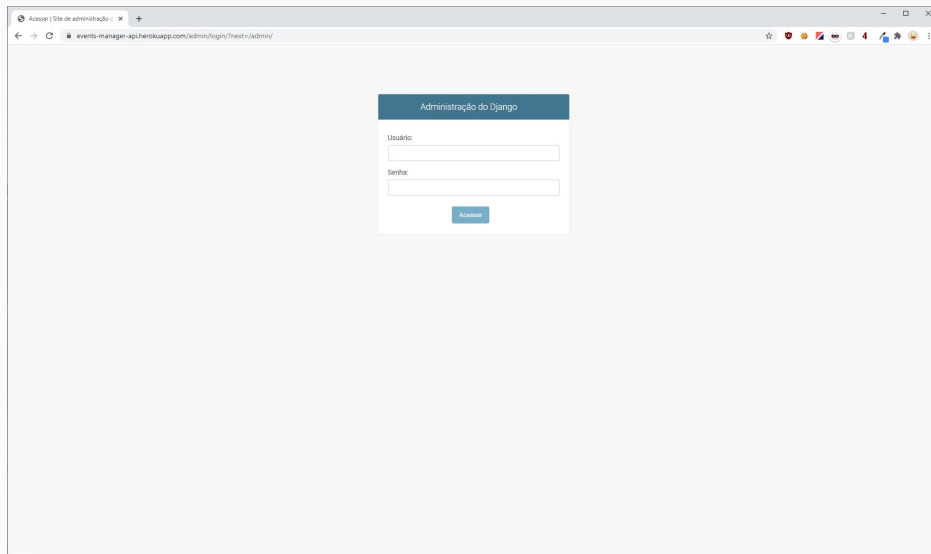 Acessar | Site de administração d
events-manager-api.herokuapp.com/admin/login/?next=/admin/
4
Administração do Django
Usuário:
Senha:
Acessar